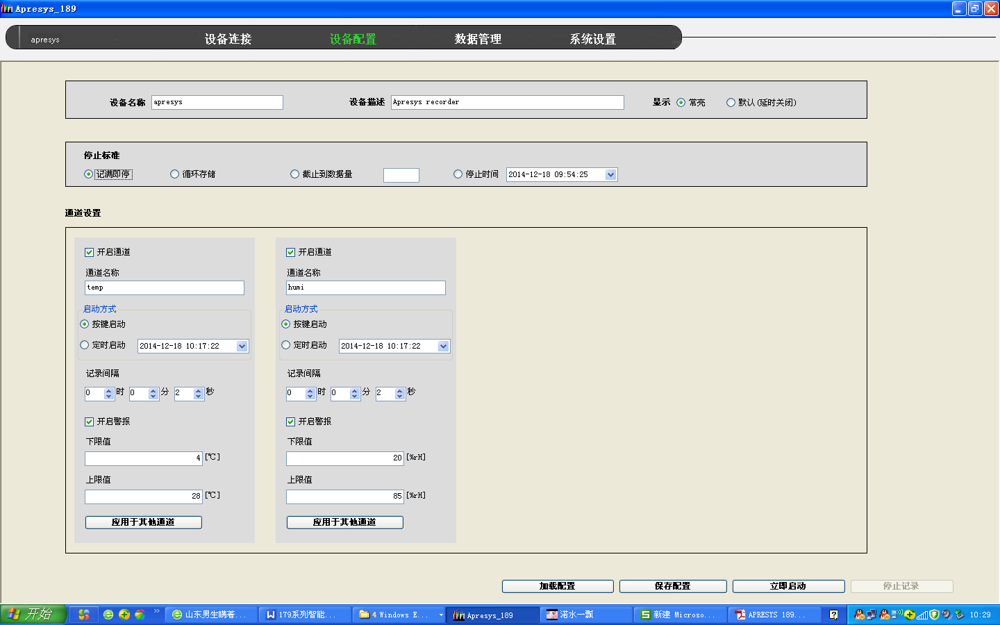 Apresys_189
apresys 设备连接 设备配置 数据管理 系统设置
设备名称 apresys 设备描述 Apresys recorder 显示 常亮 默认(延时关闭)
停止标准
记满即停 循环存储 截止到数据量 停止时间 2014-12-18 09:54:25
通道设置
开启通道 开启通道
通道名称 通道名称
temp humi
启动方式 启动方式
按键启动 按键启动
定时启动 2014-12-18 10:17:22 定时启动 2014-12-18 10:17:22
记录间隔 记录间隔
0 时 0 分 2 秒 0 时 0 分 2 秒
开启警报 开启警报
下限值 下限值
4 [℃] 20 [%rH]
上限值 上限值
28 [℃] 85 [%rH]
应用于其他通道 应用于其他通道
加载配置 保存配置 立即启动 停止记录
开始 山东男生瞒着... 179系列智能... 4 Windows E... Apresys_189 渃水一瓢 新建 Microso... APRESYS 189... 10:29